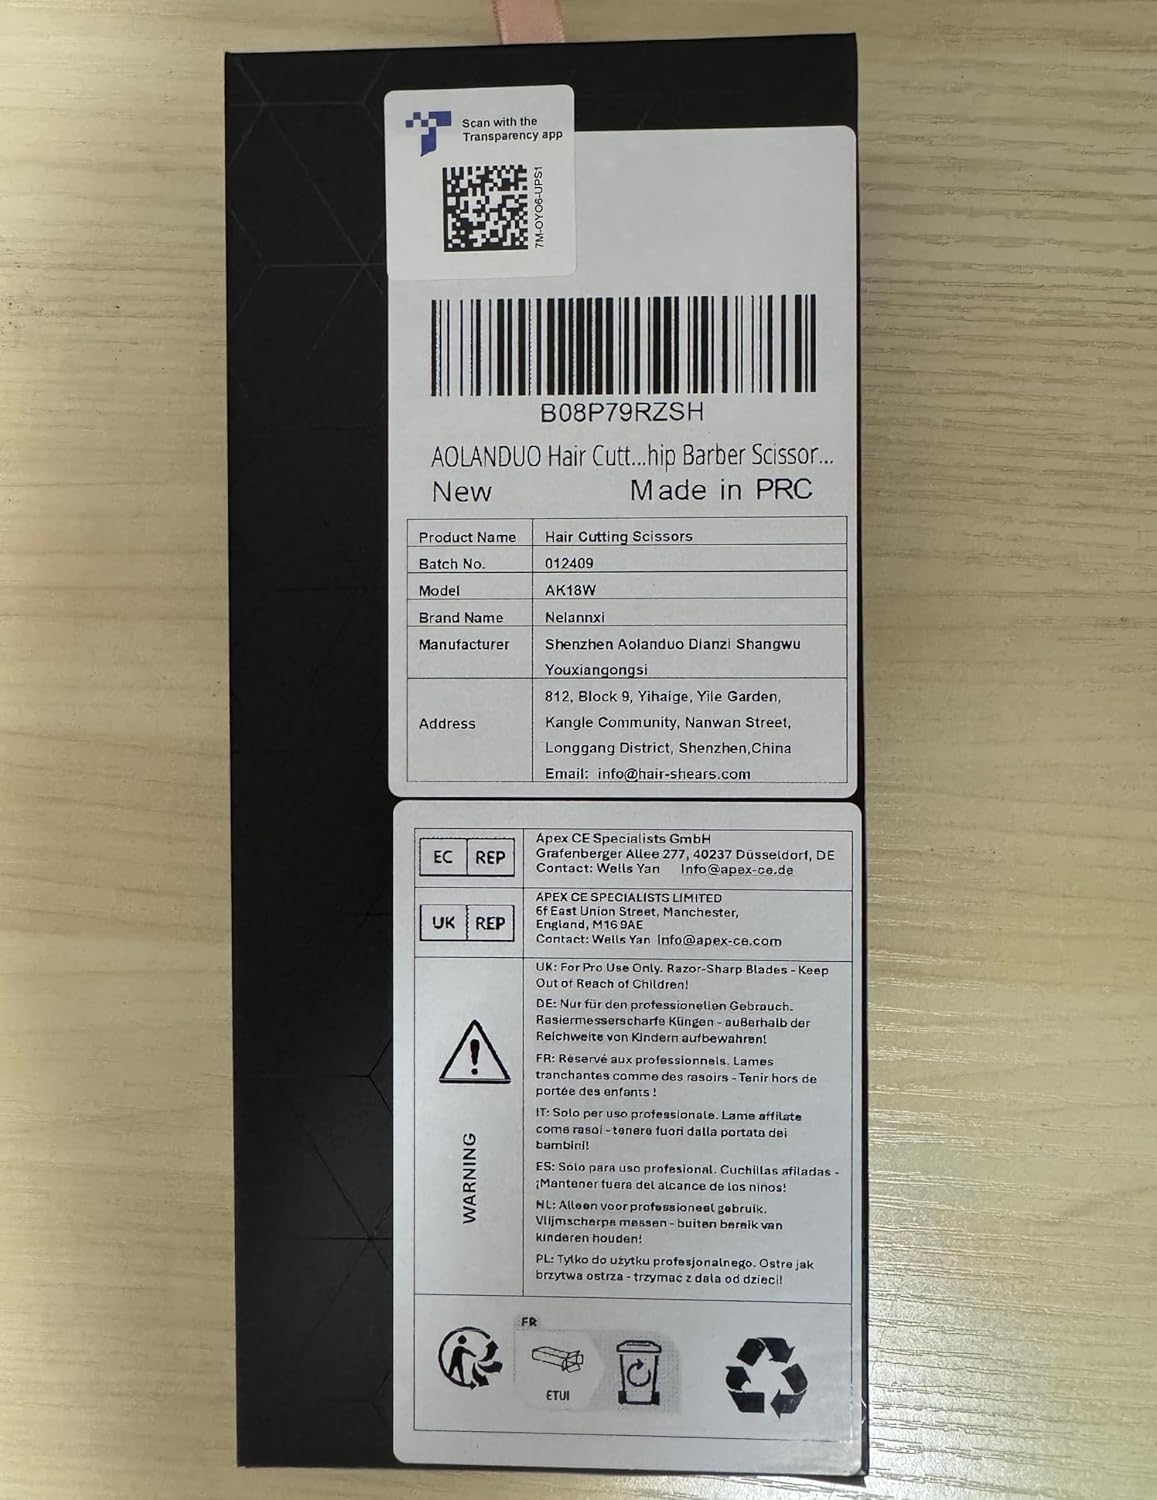 Scan with the
Transparency app
7M-OYO6-UPS1
B08P79RZSH
AOLANDUO Hair Cutt...hip Barber Scissor...
New Made in PRC
Product Name Hair Cutting Scissors
Batch No. 012409
Model AK18W
Brand Name Nelannxi
Manufacturer Shenzhen Aolanduo Dianzi Shangwu
Youxiangongsi
812, Block 9, Yihaige, Yile Garden,
Address Kangle Community, Nanwan Street,
Longgang District, Shenzhen,China
Email: info@hair-shears.com
EC REP
Apex CE Specialists GmbH
Grafenberger Allee 277, 40237 Düsseldorf, DE
Contact: Wells Yan Info@apex-ce.de
UK REP
APEX CE SPECIALISTS LIMITED
6f East Union Street, Manchester,
England, M16 9AE
Contact: Wells Yan Info@apex-ce.com
WARNING
UK: For Pro Use Only. Razor-Sharp Blades - Keep
Out of Reach of Children!
DE: Nur für den professionellen Gebrauch.
Rasiermesserscharfe Klingen - außerhalb der
Reichweite von Kindern aufbewahren!
FR: Réservé aux professionnels. Lames
tranchantes comme des rasoirs - Tenir hors de
portée des enfants !
IT: Solo per uso professionale. Lame affilate
come rasoi - tenere fuori dalla portata dei
bambini!
ES: Sólo para uso profesional. Cuchillas afiladas -
¡Mantener fuera del alcance de los niños!
NL: Alleen voor professioneel gebruik.
Vlijmscherpe messen - buiten bereik van
kinderen houden!
PL: Tylko do użytku profesjonalnego. Ostre jak
brzytwa ostrza - trzymać z dala od dzieci!
FR
ETUI